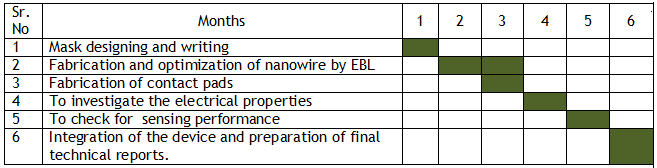 Sr.
No Months 1 2 3 4 5 6
1 Mask designing and writing
2 Fabrication and optimization of nanowire by EBL
3 Fabrication of contact pads
4 To investigate the electrical properties
5 To check for sensing performance
6 Integration of the device and preparation of final
technical reports.